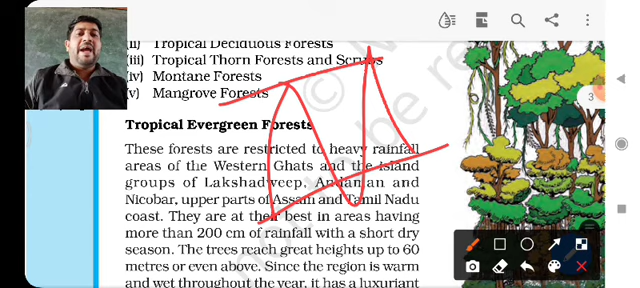 (ii) Tropical Deciduous Forests
(iii) Tropical Thorn Forests and Scrubs
(iv) Montane Forests
(v) Mangrove Forests
Tropical Evergreen Forests
These forests are restricted to heavy rainfall
areas of the Western Ghats and the island
groups of Lakshadweep, Andaman and
Nicobar, upper parts of Assam and Tamil Nadu
coast. They are at their best in areas having
more than 200 cm of rainfall with a short dry
season. The trees reach great heights up to 60
metres or even above. Since the region is warm
and wet throughout the year, it has a luxuriant
3